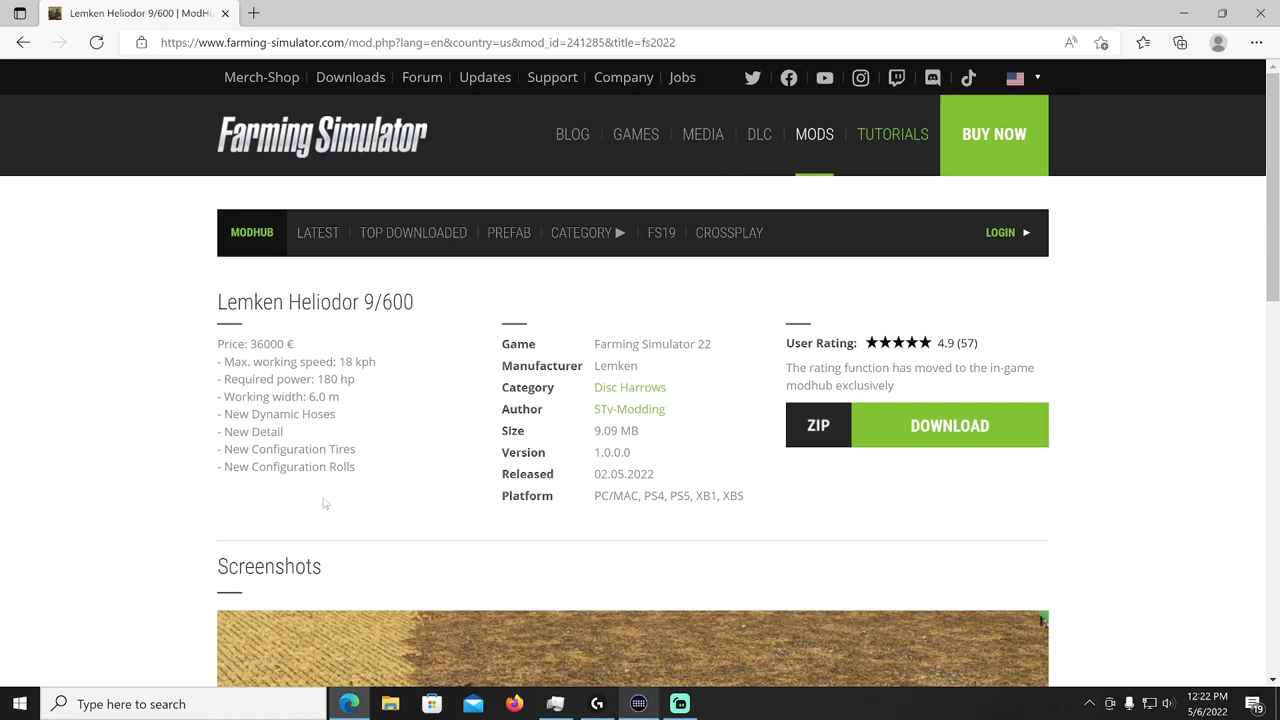 Lemken Heliodor 9/600 | ModHu
https://www.farming-simulator.com/mod.php?lang=en&country=us&mod_id=241285&title=fs2022
Merch-Shop Downloads Forum Updates Support Company Jobs
Farming Simulator BLOG GAMES MEDIA DLC MODS TUTORIALS BUY NOW
MODHUB LATEST TOP DOWNLOADED PREFAB CATEGORY ▶ FS19 CROSSPLAY LOGIN ►
Lemken Heliodor 9/600
Price: 36000 €
- Max. working speed: 18 kph
- Required power: 180 hp
- Working width: 6.0 m
- New Dynamic Hoses
- New Detail
- New Configuration Tires
- New Configuration Rolls
Game Farming Simulator 22
Manufacturer Lemken
Category Disc Harrows
Author STv-Modding
Size 9.09 MB
Version 1.0.0.0
Released 02.05.2022
Platform PC/MAC, PS4, PS5, XB1, XBS
User Rating: ★★★★★ 4.9 (57)
The rating function has moved to the in-game
modhub exclusively
ZIP DOWNLOAD
Screenshots
Type here to search
12:22 PM
5/6/2022
19